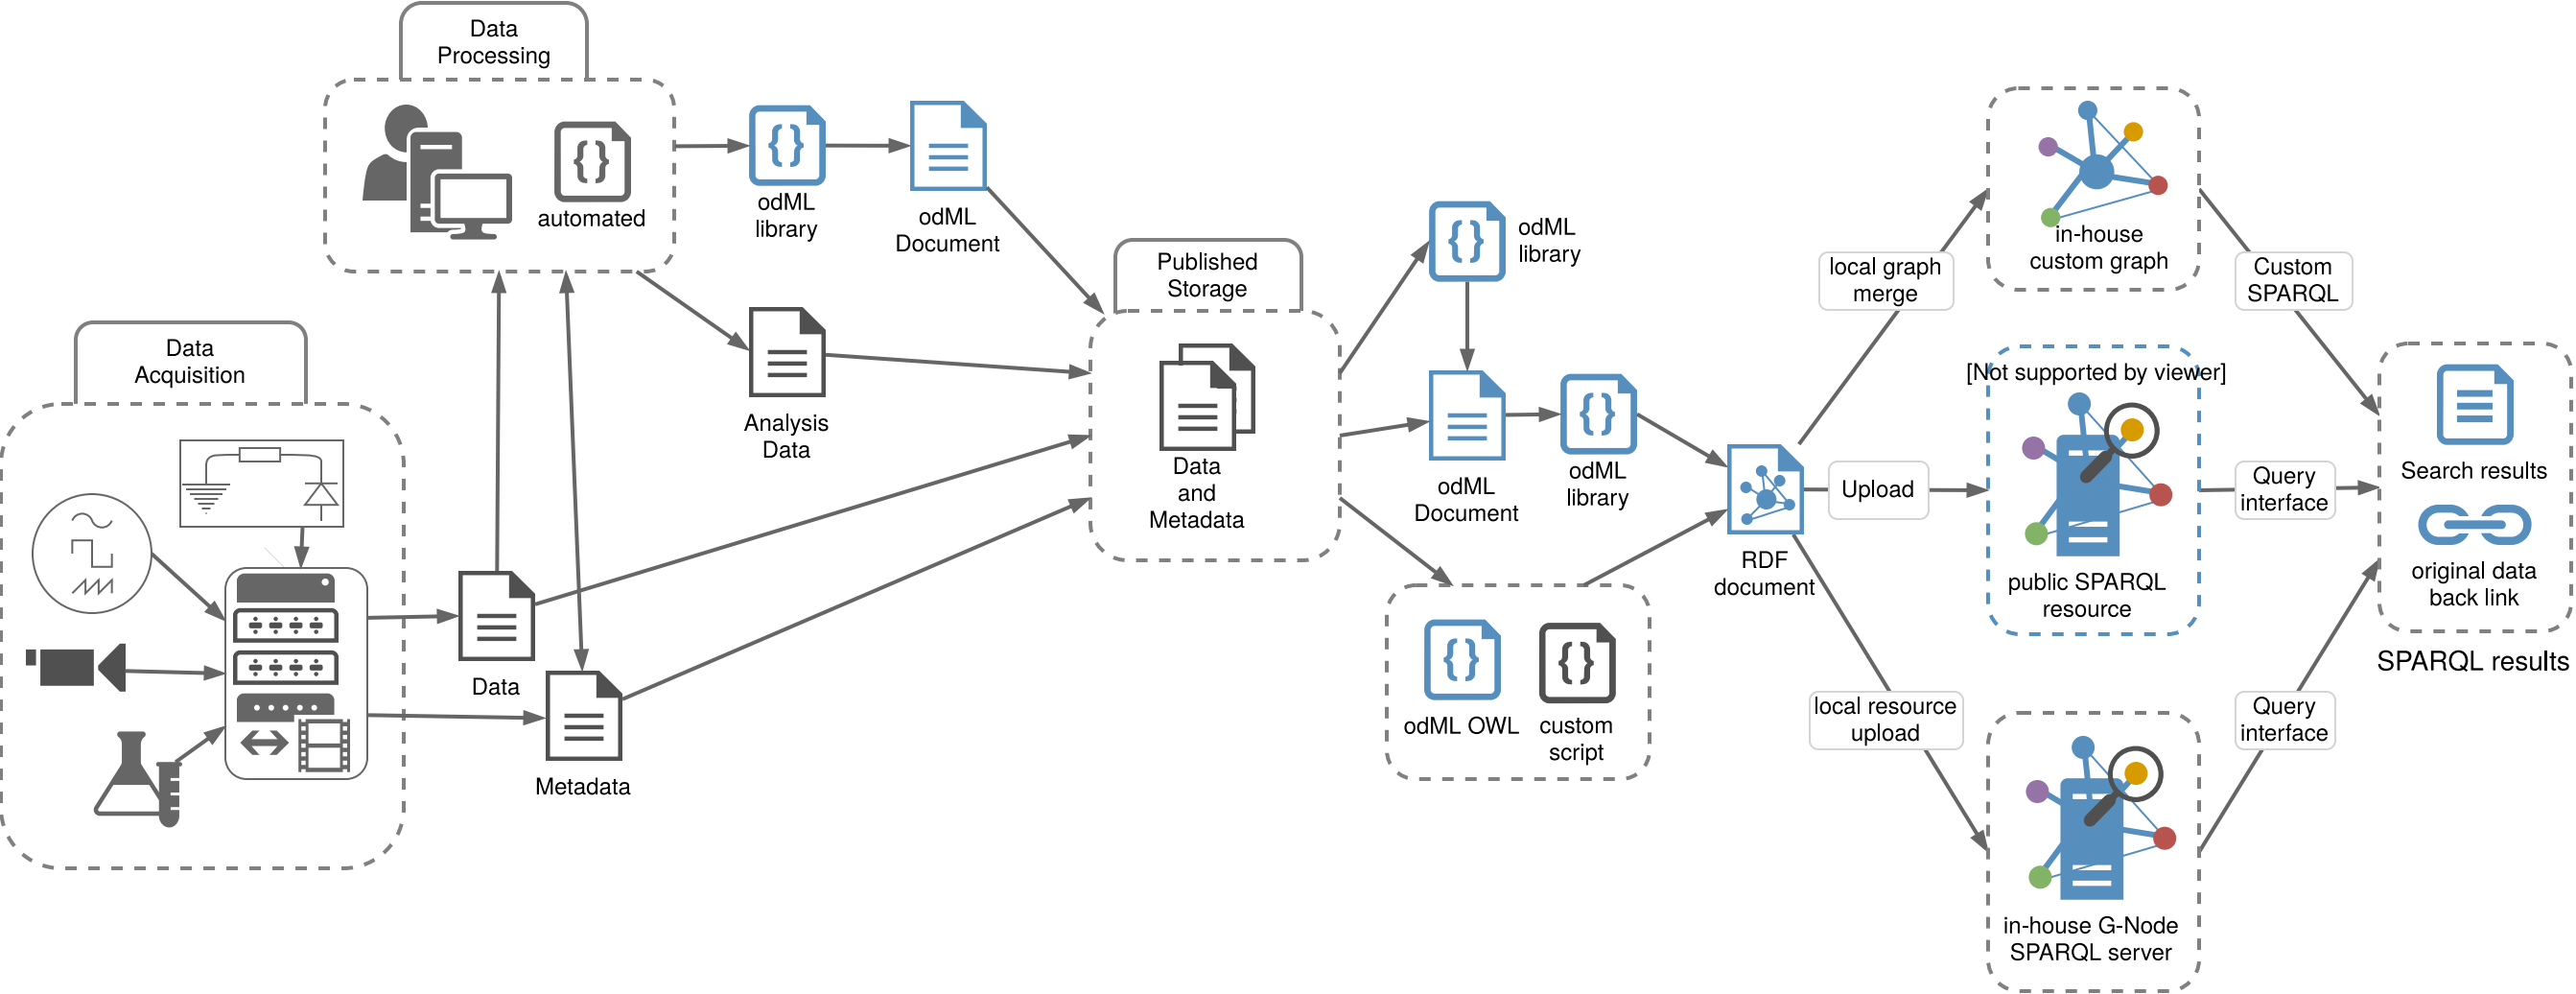 Data
Processing
automated
odML
library
odML
Document
Data
Acquisition
Analysis
Data
Data
Metadata
Published
Storage
Data
and
Metadata
odML
library
odML
Document
odML
library
odML OWL
custom
script
RDF
document
local graph
merge
Upload
local resource
upload
in-house
custom graph
[Not supported by viewer]
public SPARQL
resource
in-house G-Node
SPARQL server
Custom
SPARQL
Query
interface
Query
interface
Search results
original data
back link
SPARQL results